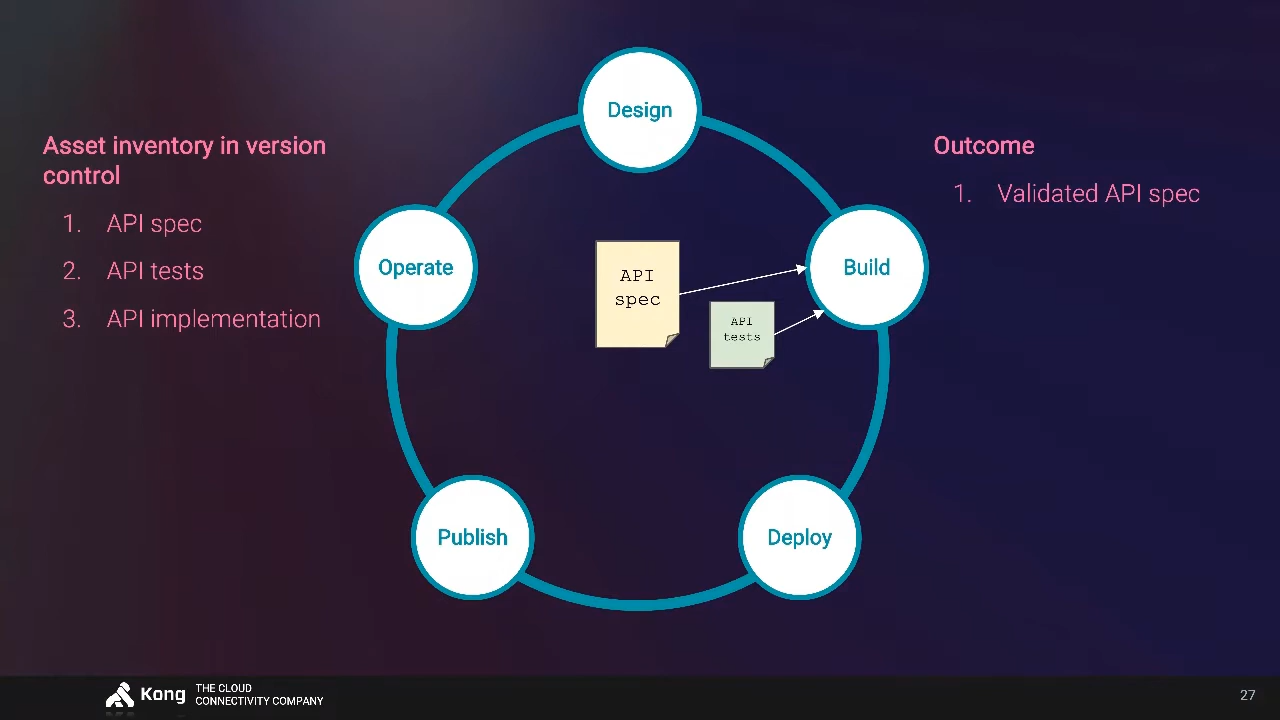 Asset inventory in version
control
1. API spec
2. API tests
3. API implementation
Design
Operate
Build
API
spec
API
tests
Publish
Deploy
Outcome
1. Validated API spec
Kong
THE CLOUD
CONNECTIVITY COMPANY
27